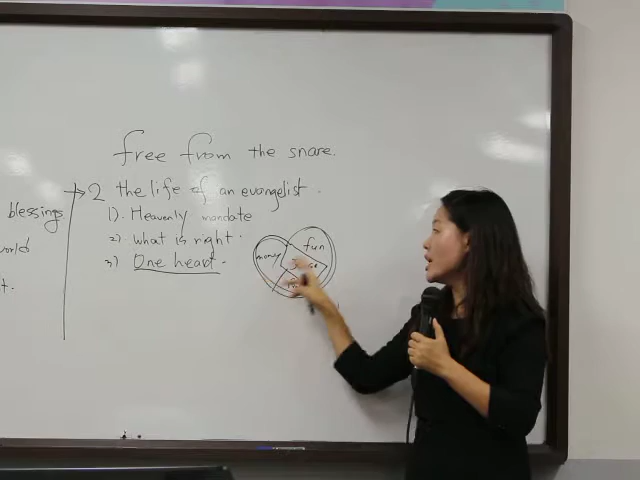 free from the snare.
blessings
world
t.
→ 2 the life of an evangelist.
1). Heavenly mandate
2) what is right.
3) One heart.
money
fun